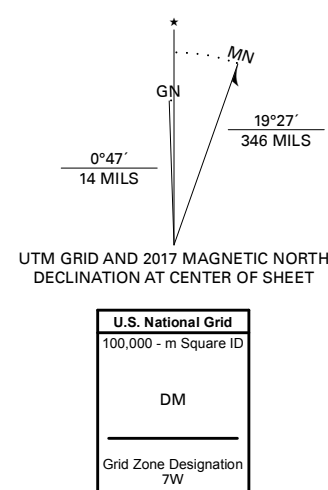 ★
MN
GN
19°27´
346 MILS
0°47´
14 MILS
UTM GRID AND 2017 MAGNETIC NORTH
DECLINATION AT CENTER OF SHEET
U.S. National Grid
100,000 - m Square ID
DM
Grid Zone Designation
7W